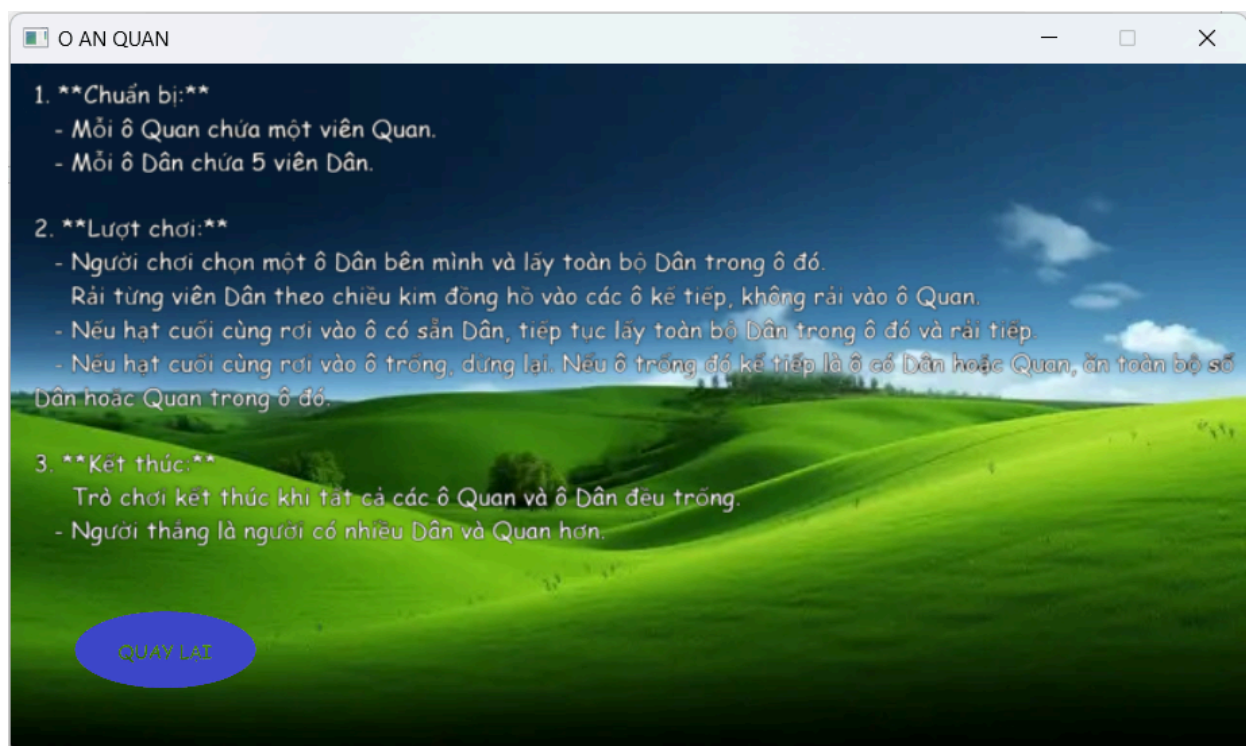 O AN QUAN
1. **Chuẩn bị:**
- Mỗi ô Quan chứa một viên Quan.
- Mỗi ô Dân chứa 5 viên Dân.
2. **Lượt chơi:**
- Người chơi chọn một ô Dân bên mình và lấy toàn bộ Dân trong ô đó.
Rải từng viên Dân theo chiều kim đồng hồ vào các ô kế tiếp, không rải vào ô Quan.
- Nếu hạt cuối cùng rơi vào ô có sẵn Dân, tiếp tục lấy toàn bộ Dân trong ô đó và rải tiếp.
- Nếu hạt cuối cùng rơi vào ô trống, dừng lại. Nếu ô trống đó kế tiếp là ô có Dân hoặc Quan, ăn toàn bộ số
Dân hoặc Quan trong ô đó.
3. **Kết thúc:**
Trò chơi kết thúc khi tất cả các ô Quan và ô Dân đều trống.
- Người thắng là người có nhiều Dân và Quan hơn.
QUAY LẠI